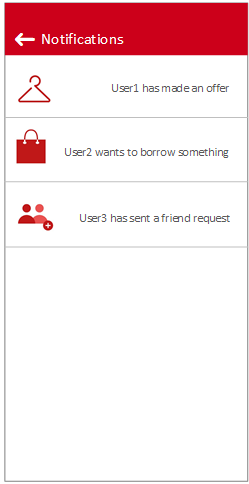 Notifications
User1 has made an offer
User2 wants to borrow something
User3 has sent a friend request